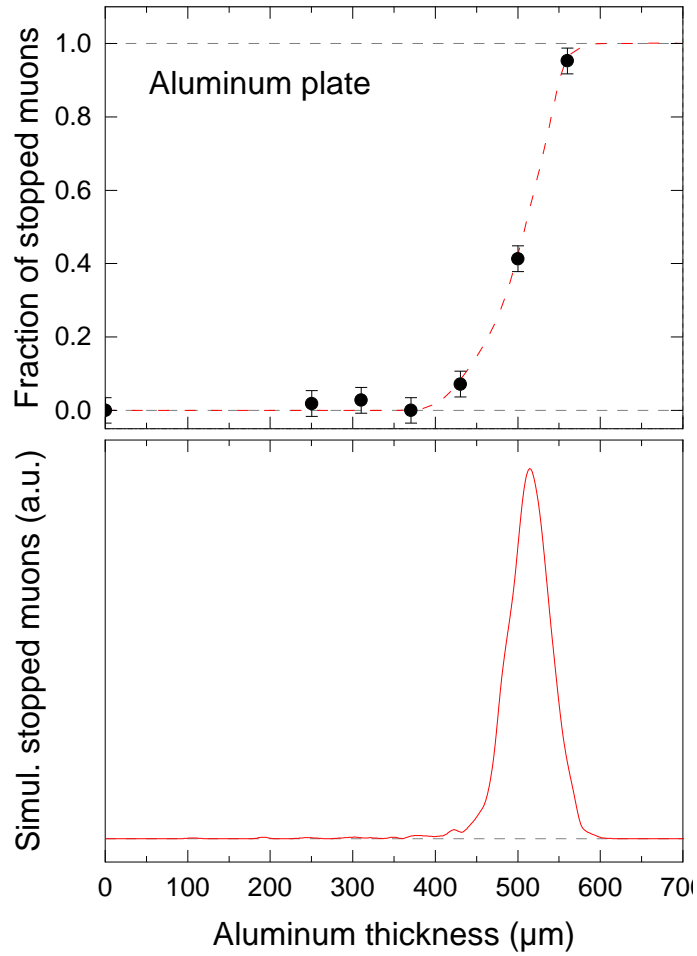 1.0
0.8
0.6
0.4
0.2
0.0
Fraction of stopped muons
Aluminum plate
Simul. stopped muons (a.u.)
0 100 200 300 400 500 600 700
Aluminum thickness (μm)